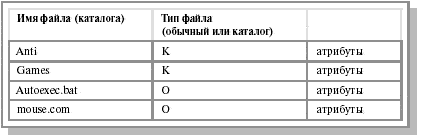 Имя файла (каталога) Тип файла
(обычный или каталог)
Anti К атрибуты
Games К атрибуты
Autoexec.bat О атрибуты
mouse.com О атрибуты